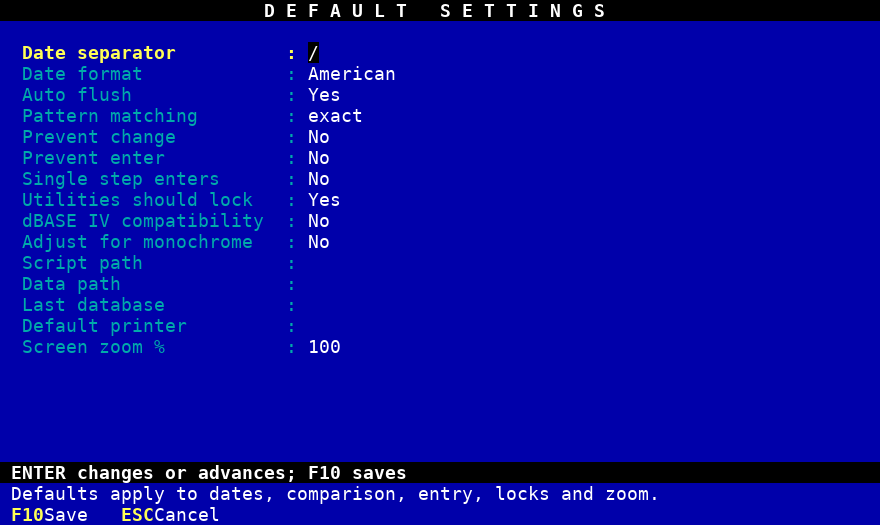 D E F A U L T   S E T T I N G S
Date separator : /
Date format : American
Auto flush : Yes
Pattern matching : exact
Prevent change : No
Prevent enter : No
Single step enters : No
Utilities should lock : Yes
dBASE IV compatibility : No
Adjust for monochrome : No
Script path :
Data path :
Last database :
Default printer :
Screen zoom % : 100
ENTER changes or advances; F10 saves
Defaults apply to dates, comparison, entry, locks and zoom.
F10Save   ESCCancel